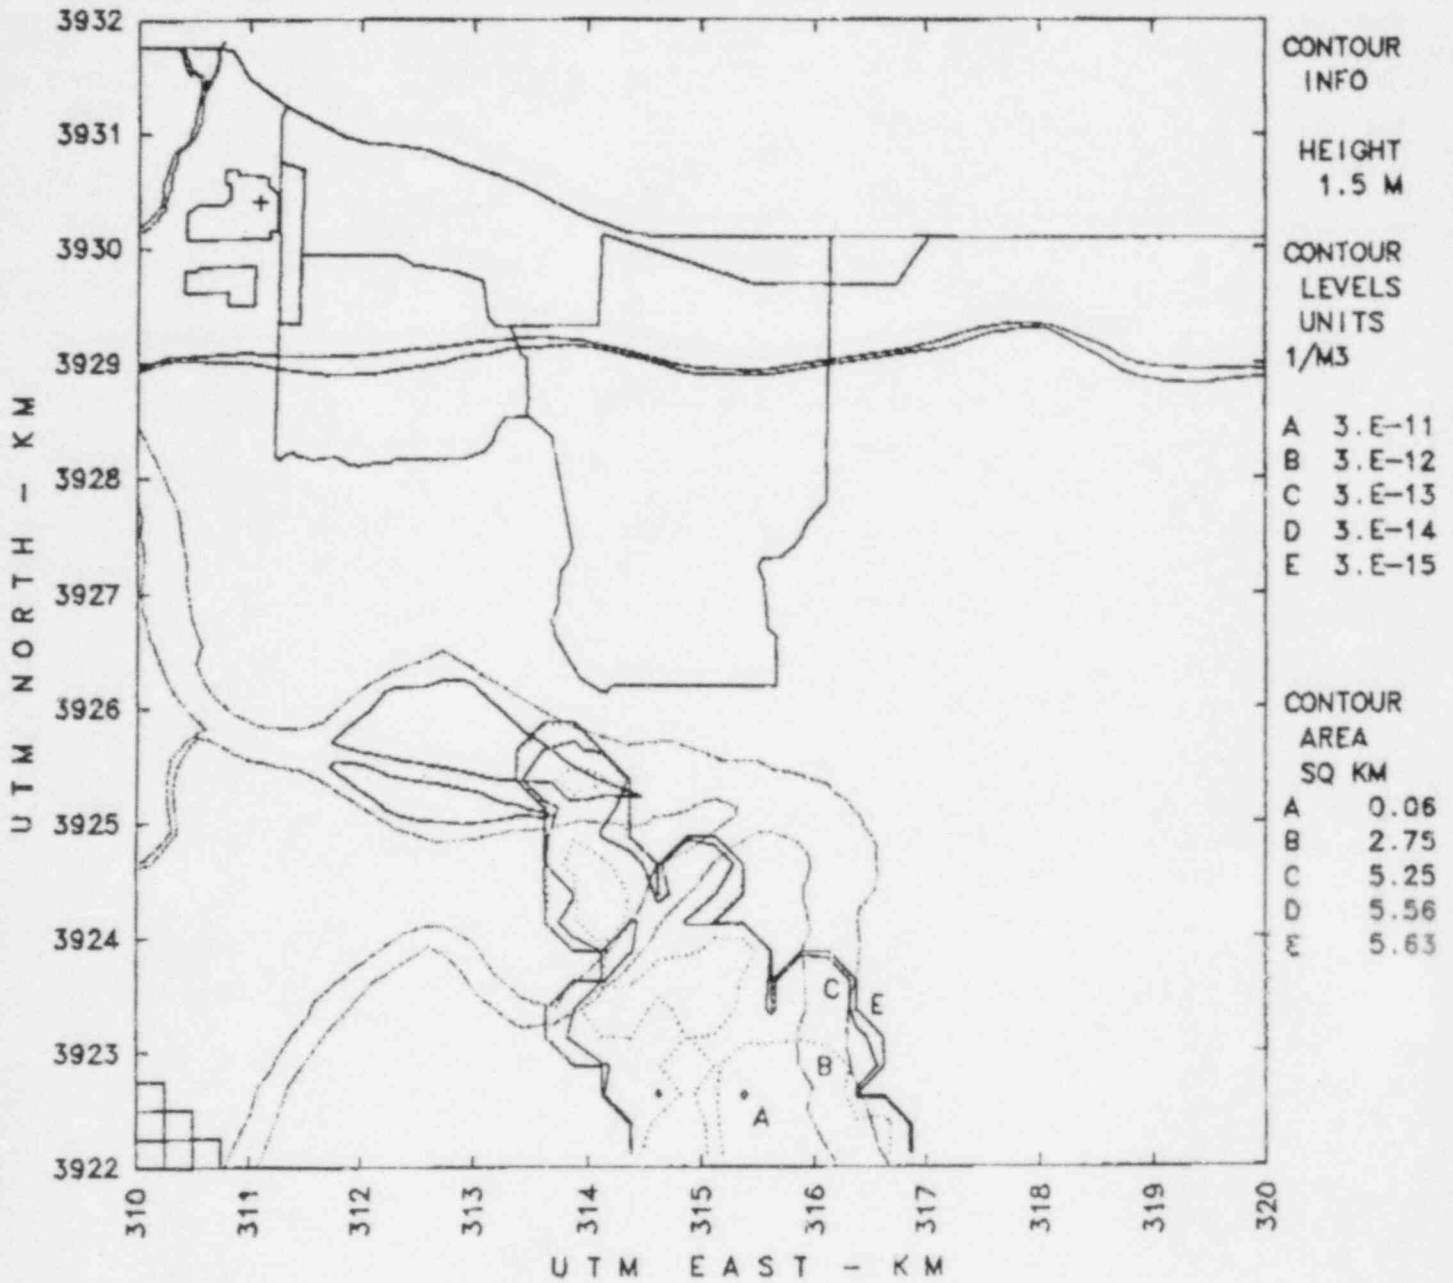 3932
3931
3930
3929
3928
3927
3926
3925
3924
3923
3922
UTM NORTH - KM
310
311
312
313
314
315
316
317
318
319
320
UTM EAST - KM
+
C
E
B
A
CONTOUR
INFO
HEIGHT
1.5 M
CONTOUR
LEVELS
UNITS
1/M3
A 3.E-11
B 3.E-12
C 3.E-13
D 3.E-14
E 3.E-15
CONTOUR
AREA
SQ KM
A 0.06
B 2.75
C 5.25
D 5.56
E 5.63